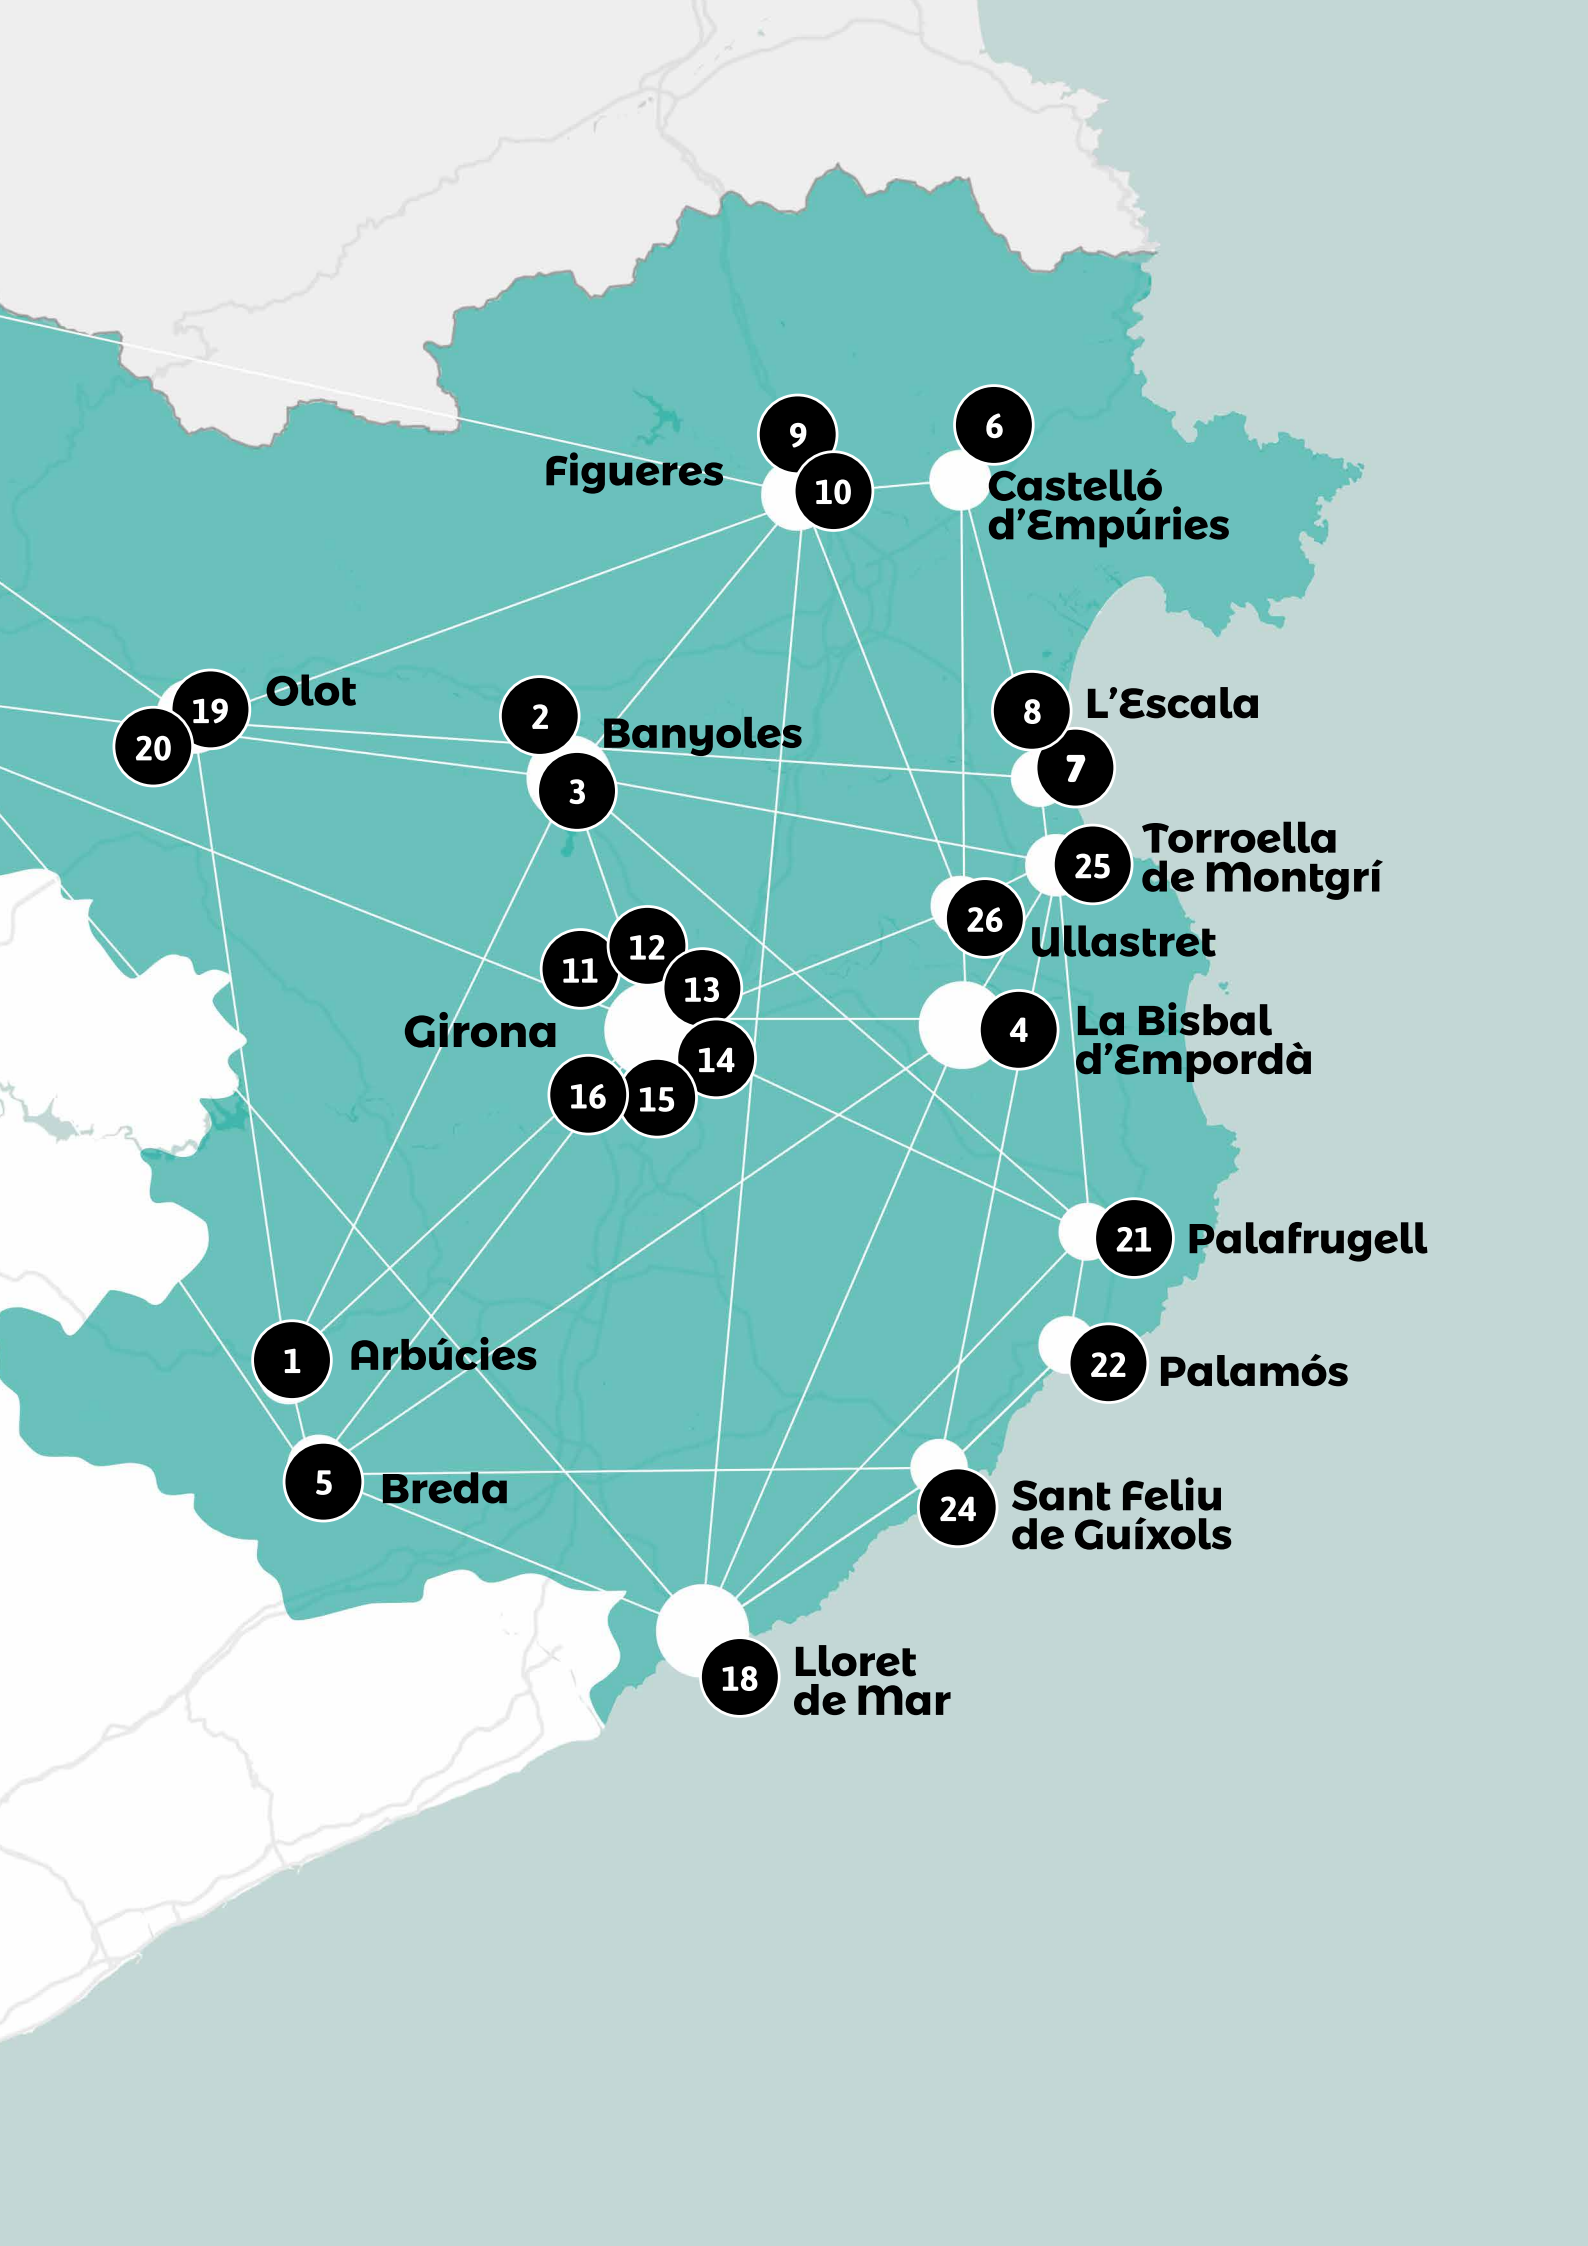 9
6
Figueres
10
Castelló
d'Empúries
19
Olot
20
2
Banyoles
3
8
L'Escala
7
25
Torroella
de Montgrí
26
Ullastret
12
11
13
Girona
14
16
15
4
La Bisbal
d'Empordà
21
Palafrugell
1
Arbúcies
22
Palamós
5
Breda
24
Sant Feliu
de Guíxols
18
Lloret
de Mar